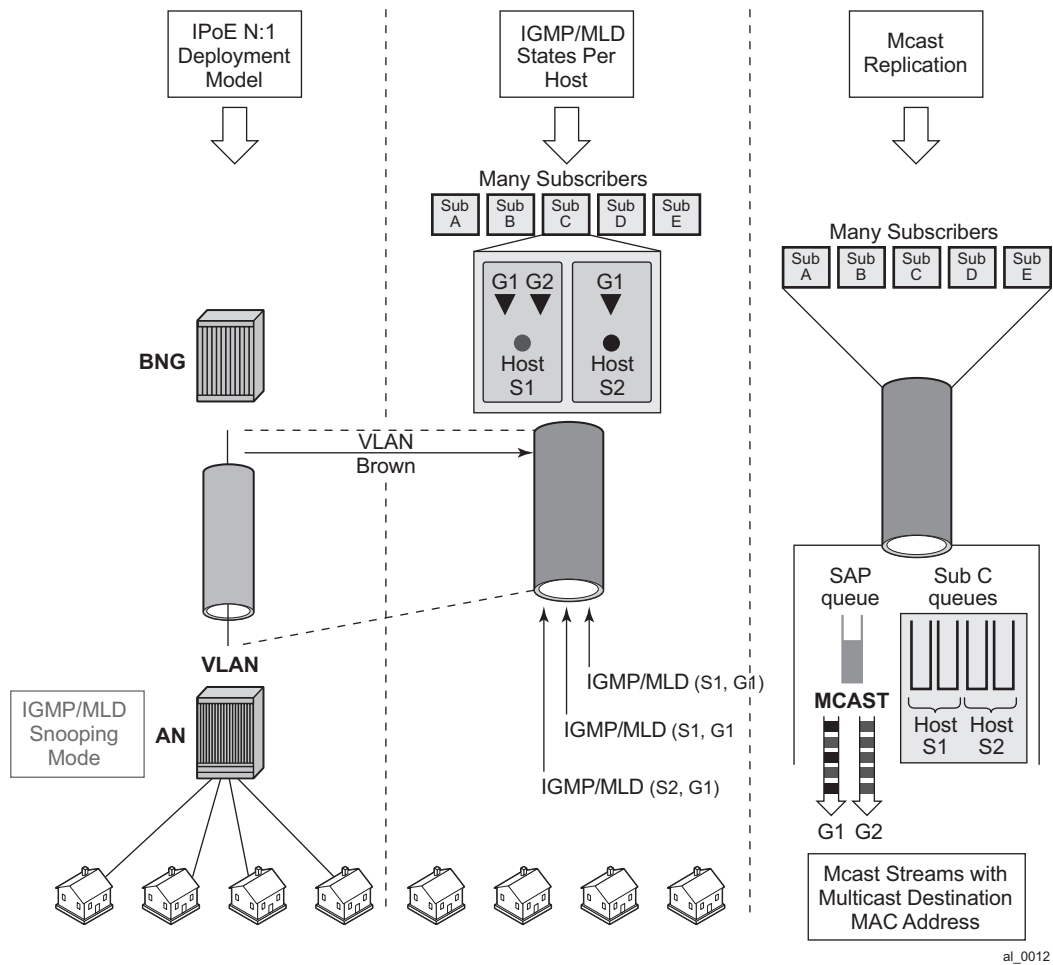 IPoE N:1
Deployment
Model
BNG
VLAN
AN
IGMP/MLD
Snooping
Mode
IGMP/MLD
States Per
Host
Many Subscribers
Sub
A
Sub
B
Sub
C
Sub
D
Sub
E
G1 G2
Host
S1
G1
Host
S2
VLAN
Brown
IGMP/MLD (S1, G1)
IGMP/MLD (S1, G1
IGMP/MLD (S2, G1)
Mcast
Replication
Many Subscribers
Sub
A
Sub
B
Sub
C
Sub
D
Sub
E
SAP
queue
MCAST
G1 G2
Sub C
queues
Host
S1
Host
S2
Mcast Streams with
Multicast Destination
MAC Address
al_0012